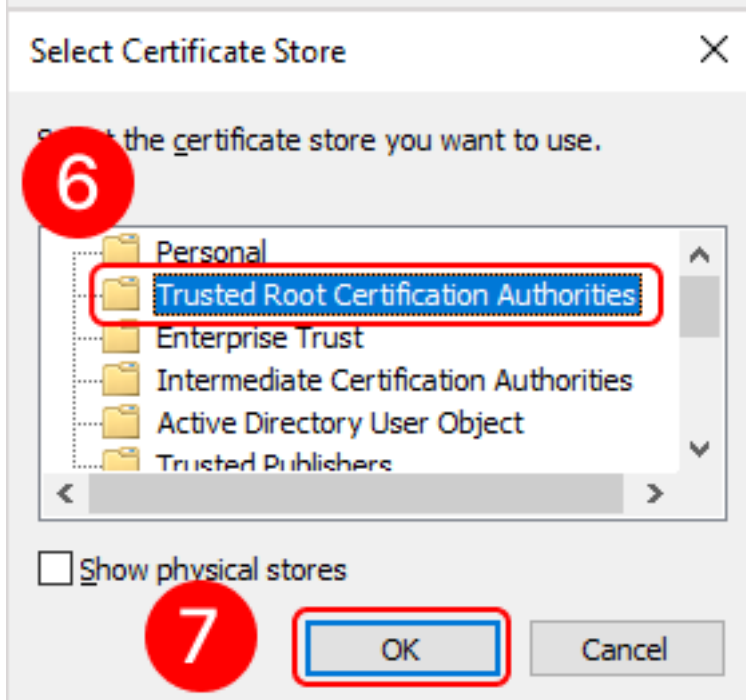 Select Certificate Store
the certificate store you want to use.
6
Personal
Trusted Root Certification Authorities
Enterprise Trust
Intermediate Certification Authorities
Active Directory User Object
Trusted Publishers
Show physical stores
7
OK
Cancel